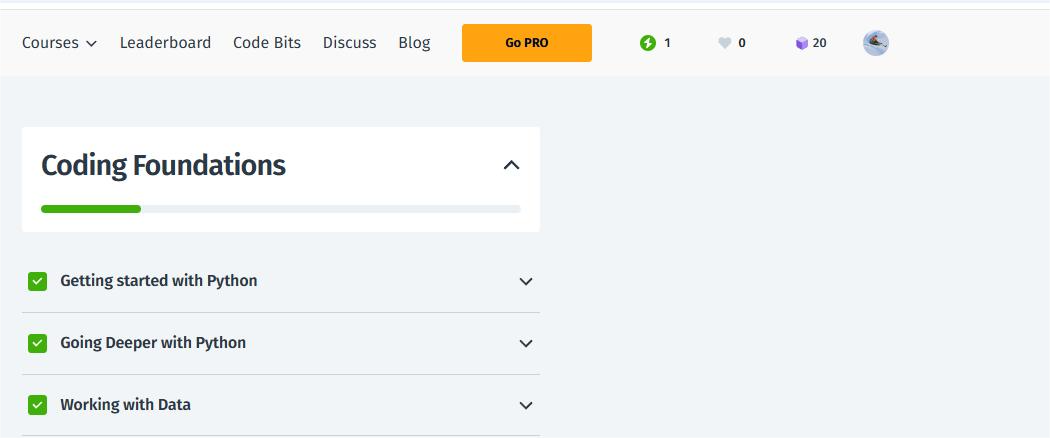 Courses Leaderboard Code Bits Discuss Blog Go PRO 1 0 20
Coding Foundations
Getting started with Python
Going Deeper with Python
Working with Data